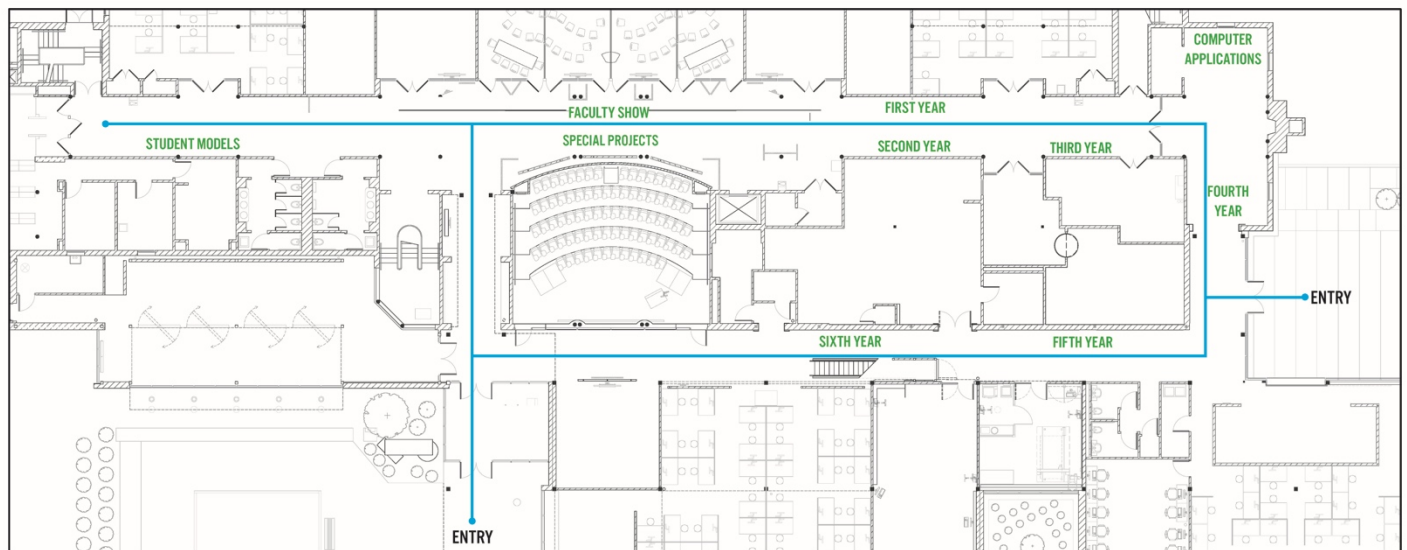 COMPUTER
APPLICATIONS
FACULTY SHOW
FIRST YEAR
STUDENT MODELS
SPECIAL PROJECTS
SECOND YEAR
THIRD YEAR
FOURTH
YEAR
ENTRY
SIXTH YEAR
FIFTH YEAR
ENTRY